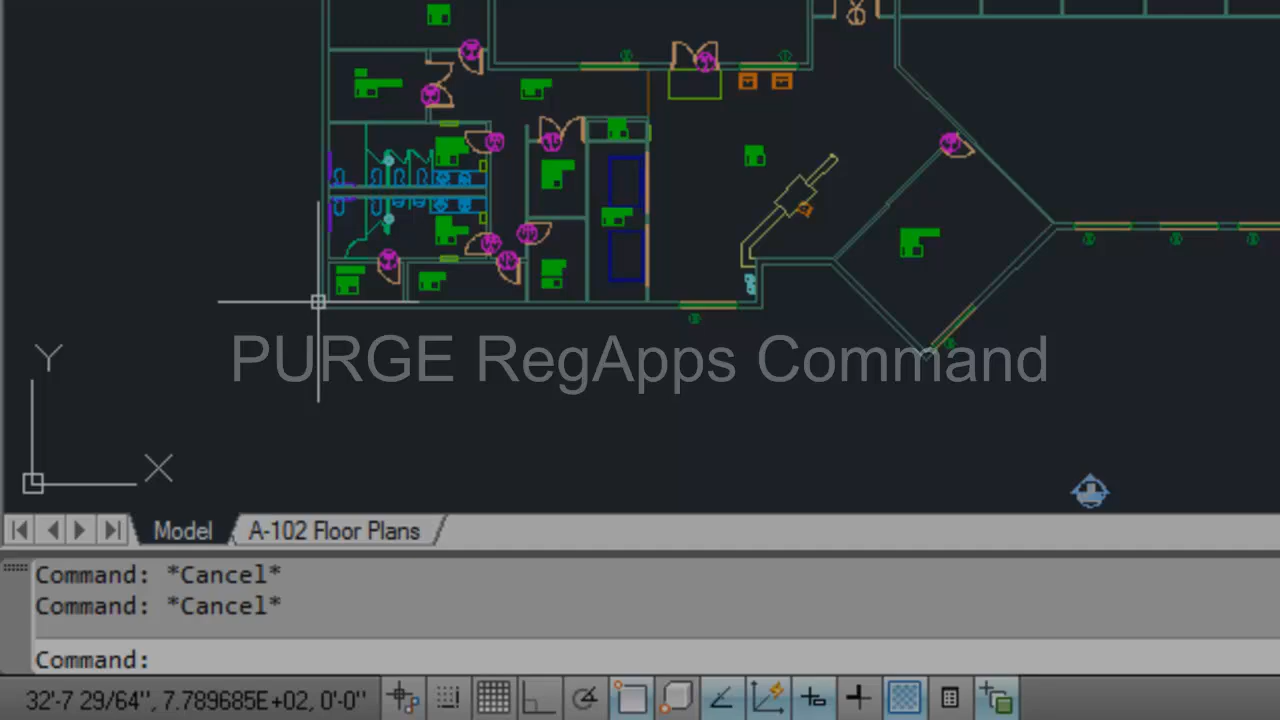 PURGE RegApps Command
Y
X
Model
A-102 Floor Plans
Command: *Cancel*
Command: *Cancel*
Command:
32'-7 29/64", 7.789685E+02, 0'-0"